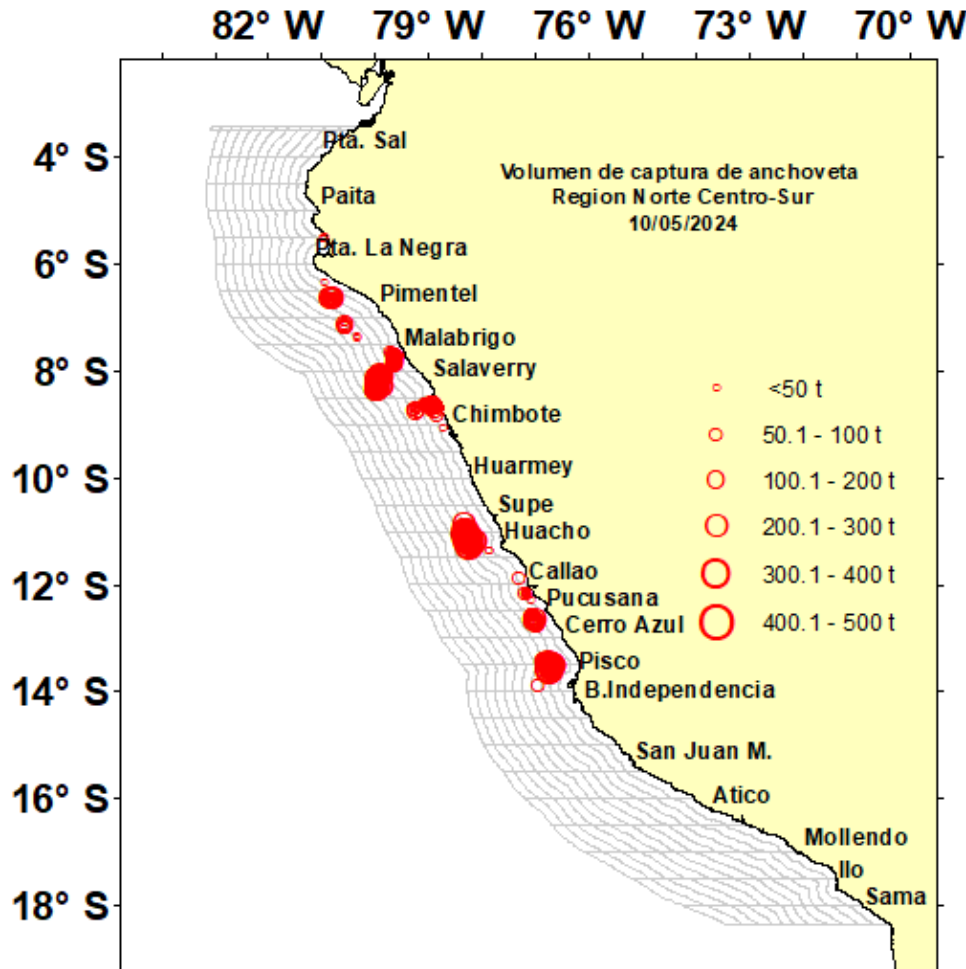 82° W 79° W 76° W 73° W 70° W
Pta. Sal
4° S
Volumen de captura de anchoveta
Region Norte Centro-Sur
10/05/2024
Paita
Pta. La Negra
6° S
Pimentel
Malabrigo
Salaverry
8° S
<50 t
Chimbote
50.1 - 100 t
Huarmey
10° S
100.1 - 200 t
Supe
200.1 - 300 t
Huacho
Callao
300.1 - 400 t
12° S
Pucusana
Cerro Azul
400.1 - 500 t
Pisco
14° S
B.Independencia
San Juan M.
Atico
16° S
Mollendo
Ilo
Sama
18° S